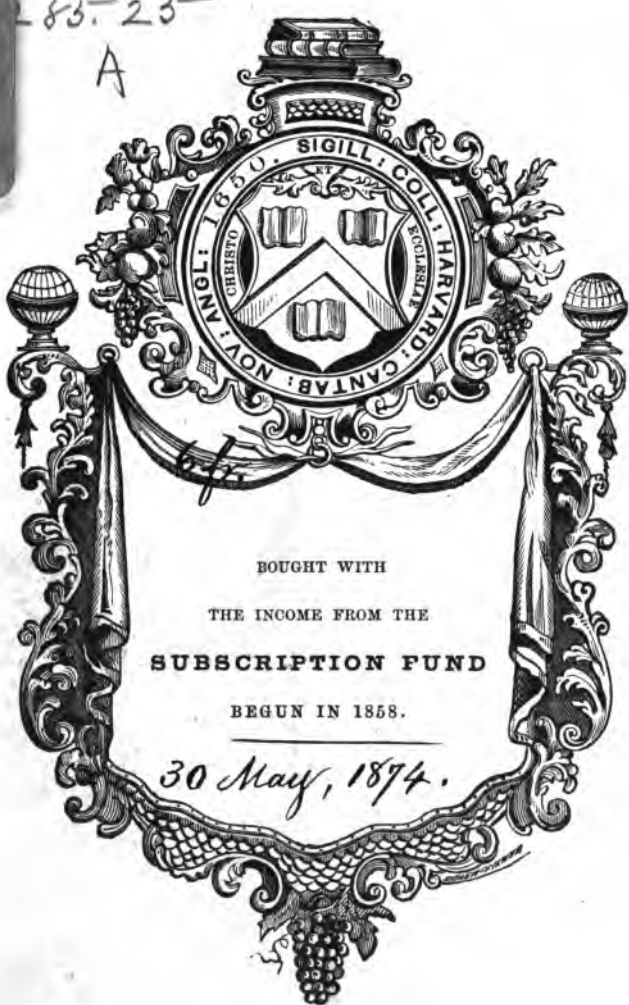 285.25
A
SIGILL: COLL: HARVARD: CANTAB: NOV: ANGL: 1650.
ET
CHRISTO
ECCLESIAE
BOUGHT WITH
THE INCOME FROM THE
SUBSCRIPTION FUND
BEGUN IN 1858.
30 May, 1874.